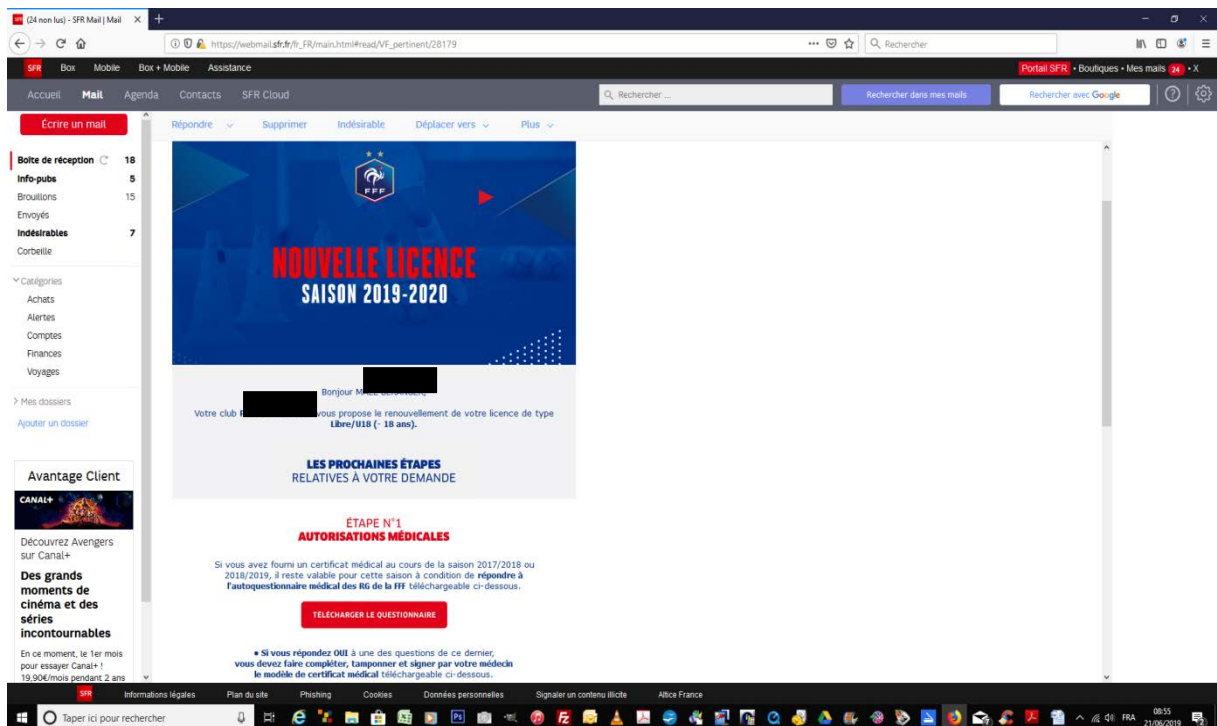 (24 non lus) - SFR Mail | Mail
https://webmail.sfr.fr/fr_FR/main.html#read/VF_pertinent/28179
Rechercher
SFR Box Mobile Box + Mobile Assistance
Portail SFR • Boutiques • Mes mails 24 • X
Accueil Mail Agenda Contacts SFR Cloud
Rechercher ...
Rechercher dans mes mails
Rechercher avec Google
Écrire un mail
Répondre Supprimer Indésirable Déplacer vers Plus
Boîte de réception 18
Info-pubs 5
Brouillons 15
Envoyés
Indésirables 7
Corbeille
Catégories
Achats
Alertes
Comptes
Finances
Voyages
Mes dossiers
Ajouter un dossier
Avantage Client
CANAL+
Découvrez Avengers
sur Canal+
Des grands
moments de
cinéma et des
séries
incontournables
En ce moment, le 1er mois
pour essayer Canal+ !
19,90€/mois pendant 2 ans
FFF
NOUVELLE LICENCE
SAISON 2019-2020
Bonjour
Votre club vous propose le renouvellement de votre licence de type
Libre/U18 (- 18 ans).
LES PROCHAINES ÉTAPES
RELATIVES À VOTRE DEMANDE
ÉTAPE N°1
AUTORISATIONS MÉDICALES
Si vous avez fourni un certificat médical au cours de la saison 2017/2018 ou
2018/2019, il reste valable pour cette saison à condition de répondre à
l'autoquestionnaire médical des RG de la FFF téléchargeable ci-dessous.
TÉLÉCHARGER LE QUESTIONNAIRE
• Si vous répondez OUI à une des questions de ce dernier,
vous devez faire compléter, tamponner et signer par votre médecin
le modèle de certificat médical téléchargeable ci-dessous.
SFR Informations légales Plan du site Phishing Cookies Données personnelles Signaler un contenu illicite Altice France
Taper ici pour rechercher
FRA
08:55
21/06/2019